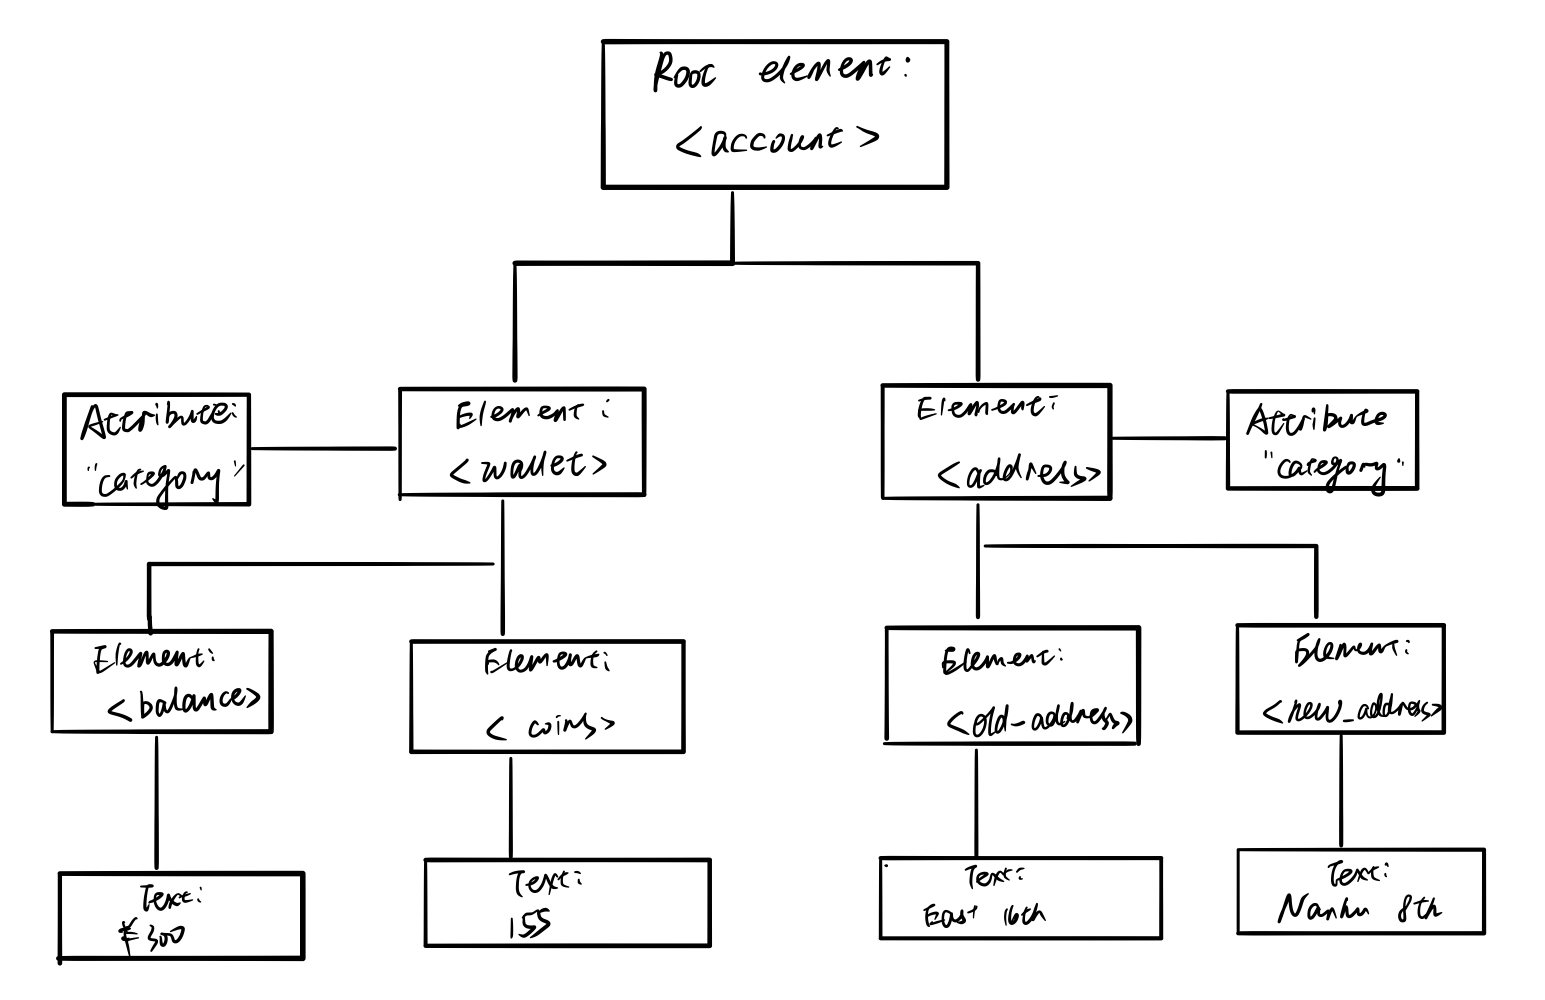 Root element:
<account>
Attribute:
"category"
Element:
<wallet>
Element:
<address>
Attribute
"category"
Element:
<balance>
Element:
< coins>
Element:
<old-address>
Element:
<new_address>
Text:
¥300
Text:
155
Text:
East 16th
Text:
Nanhu 8th